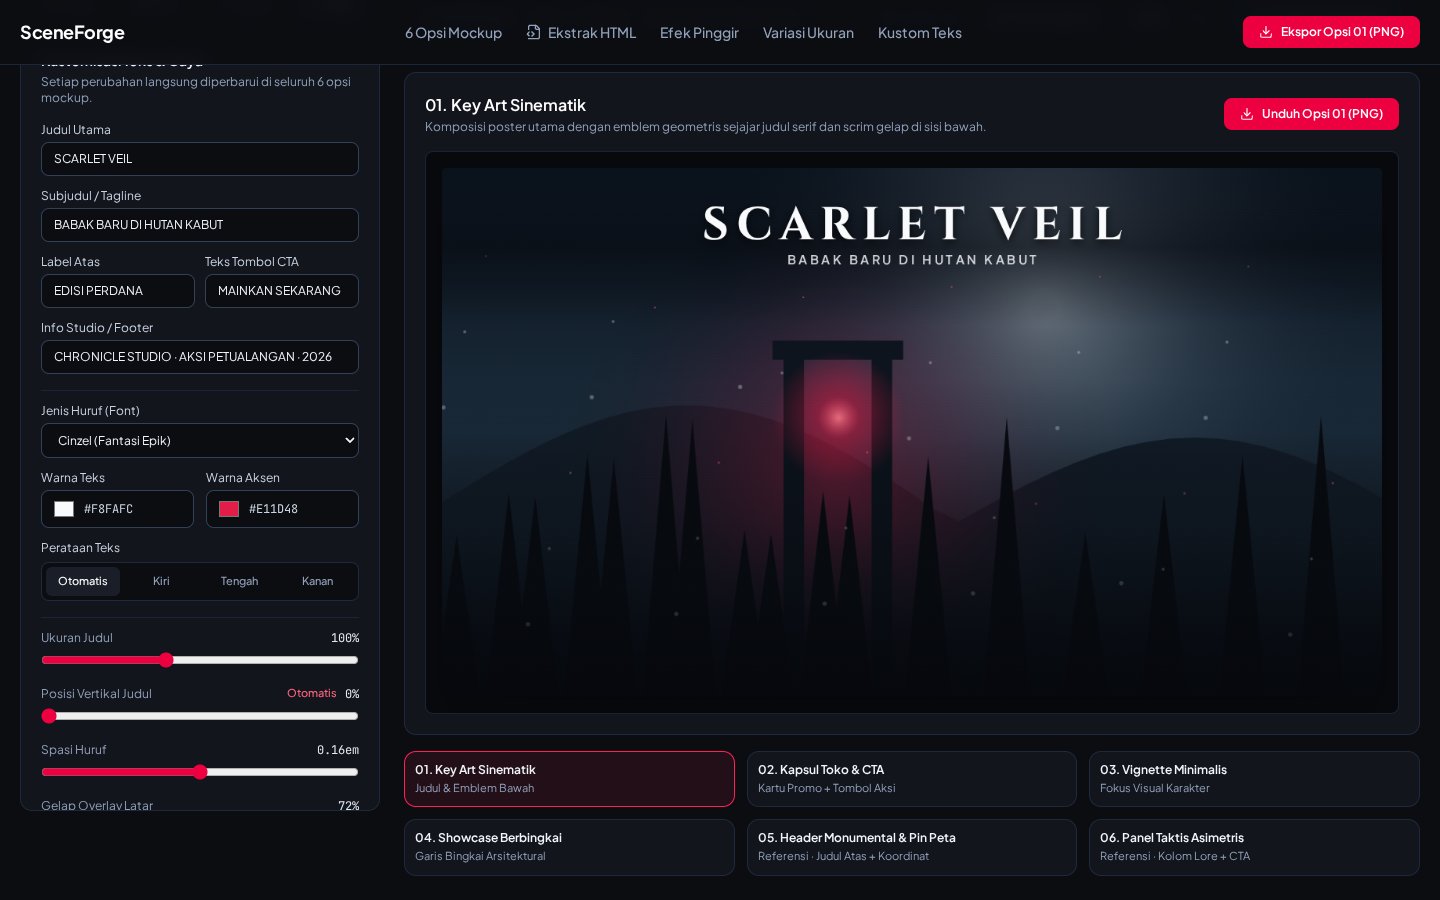 SceneForge
6 Opsi Mockup
Ekstrak HTML
Efek Pinggir
Variasi Ukuran
Kustom Teks
Ekspor Opsi 01 (PNG)
Setiap perubahan langsung diperbarui di seluruh 6 opsi
mockup.
Judul Utama
SCARLET VEIL
Subjudul / Tagline
BABAK BARU DI HUTAN KABUT
Label Atas
Teks Tombol CTA
EDISI PERDANA
MAINKAN SEKARANG
Info Studio / Footer
CHRONICLE STUDIO · AKSI PETUALANGAN · 2026
Jenis Huruf (Font)
Cinzel (Fantasi Epik)
Warna Teks
Warna Aksen
#F8FAFC
#E11D48
Perataan Teks
Otomatis
Kiri
Tengah
Kanan
Ukuran Judul
100%
Posisi Vertikal Judul
Otomatis
0%
Spasi Huruf
0.16em
Gelap Overlay Latar
72%
01. Key Art Sinematik
Komposisi poster utama dengan emblem geometris sejajar judul serif dan scrim gelap di sisi bawah.
Unduh Opsi 01 (PNG)
SCARLET VEIL
BABAK BARU DI HUTAN KABUT
01. Key Art Sinematik
Judul & Emblem Bawah
02. Kapsul Toko & CTA
Kartu Promo + Tombol Aksi
03. Vignette Minimalis
Fokus Visual Karakter
04. Showcase Berbingkai
Garis Bingkai Arsitektural
05. Header Monumental & Pin Peta
Referensi · Judul Atas + Koordinat
06. Panel Taktis Asimetris
Referensi · Kolom Lore + CTA